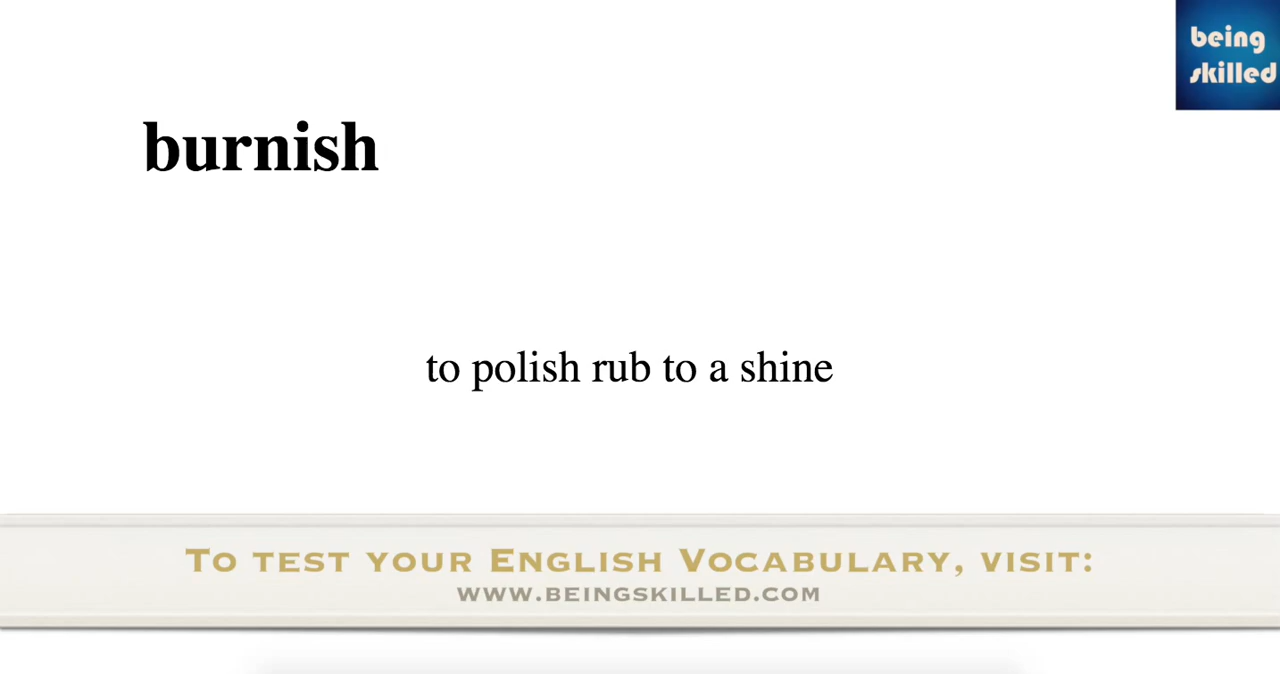 being
skilled
burnish
to polish rub to a shine
To test your English Vocabulary, visit:
www.beingskilled.com